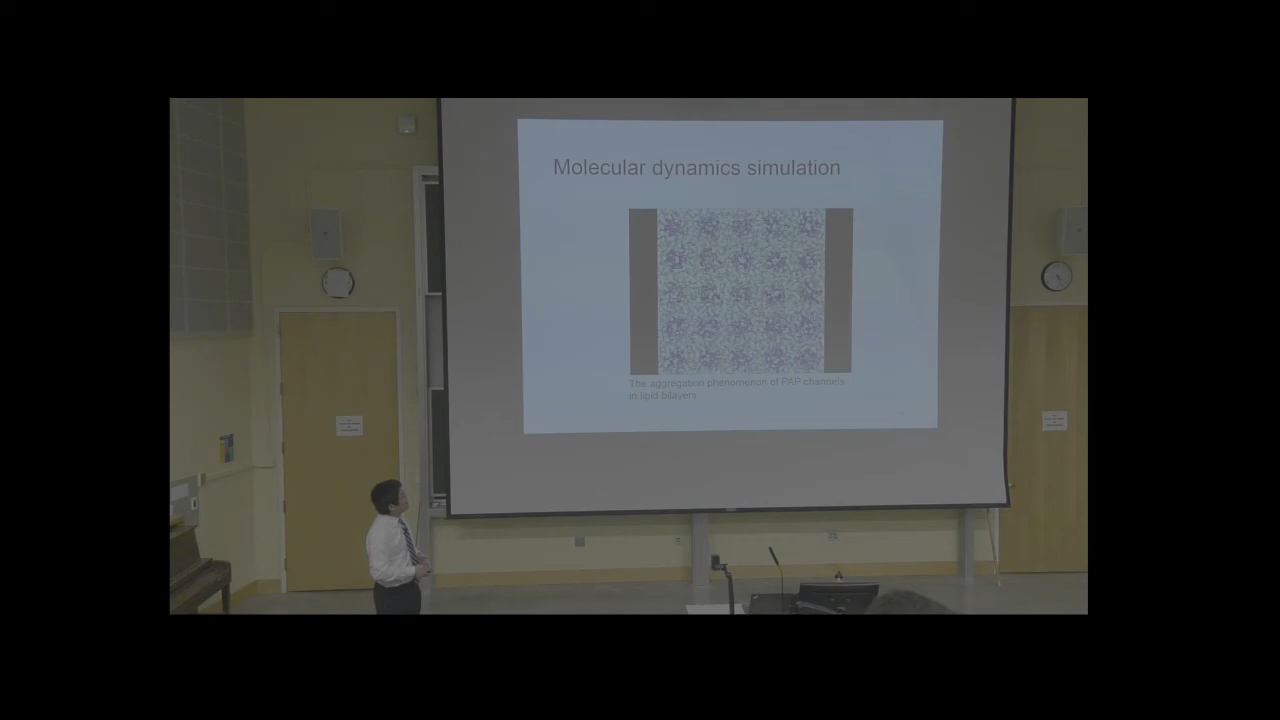 Molecular dynamics simulation
The aggregation phenomenon of PAP channels
in lipid bilayers